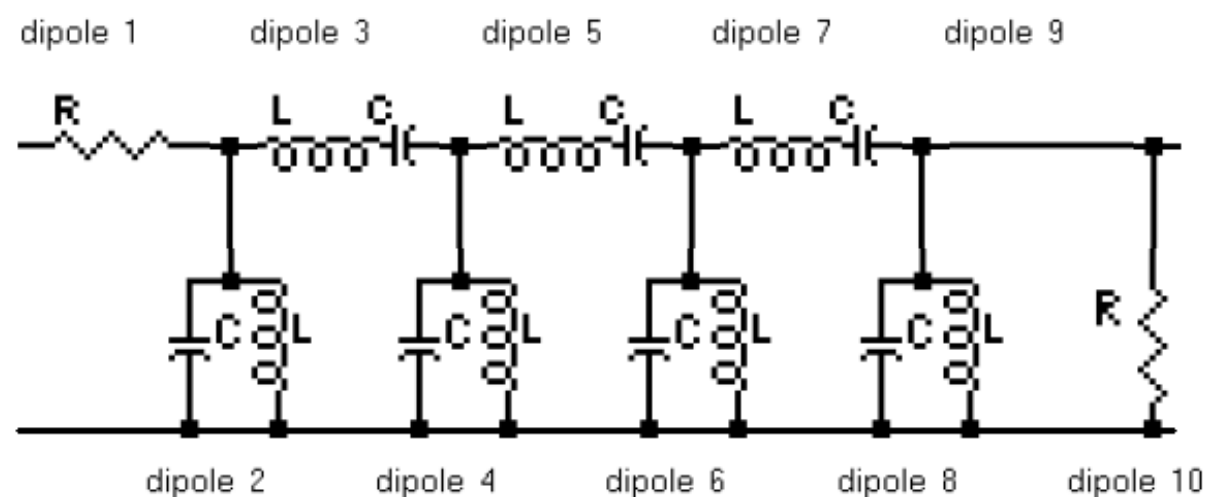 dipole 1 dipole 3 dipole 5 dipole 7 dipole 9
R L C L C L C
C L C L C L C L R
dipole 2 dipole 4 dipole 6 dipole 8 dipole 10